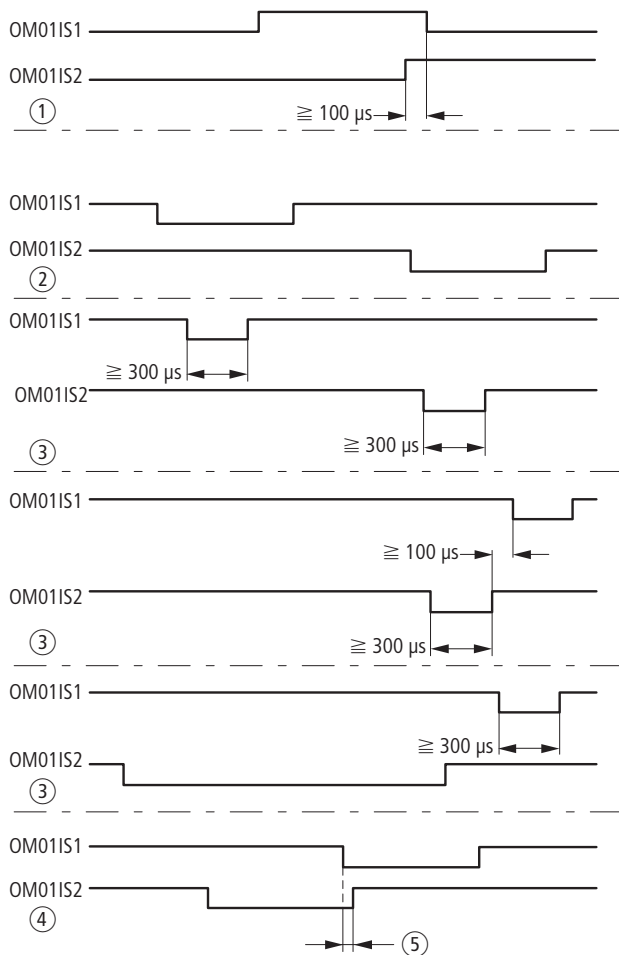 OM01IS1
OM01IS2
①
≧ 100 µs
OM01IS1
OM01IS2
②
OM01IS1
≧ 300 µs
OM01IS2
≧ 300 µs
③
OM01IS1
≧ 100 µs
OM01IS2
③
≧ 300 µs
OM01IS1
≧ 300 µs
OM01IS2
③
OM01IS1
OM01IS2
④
⑤